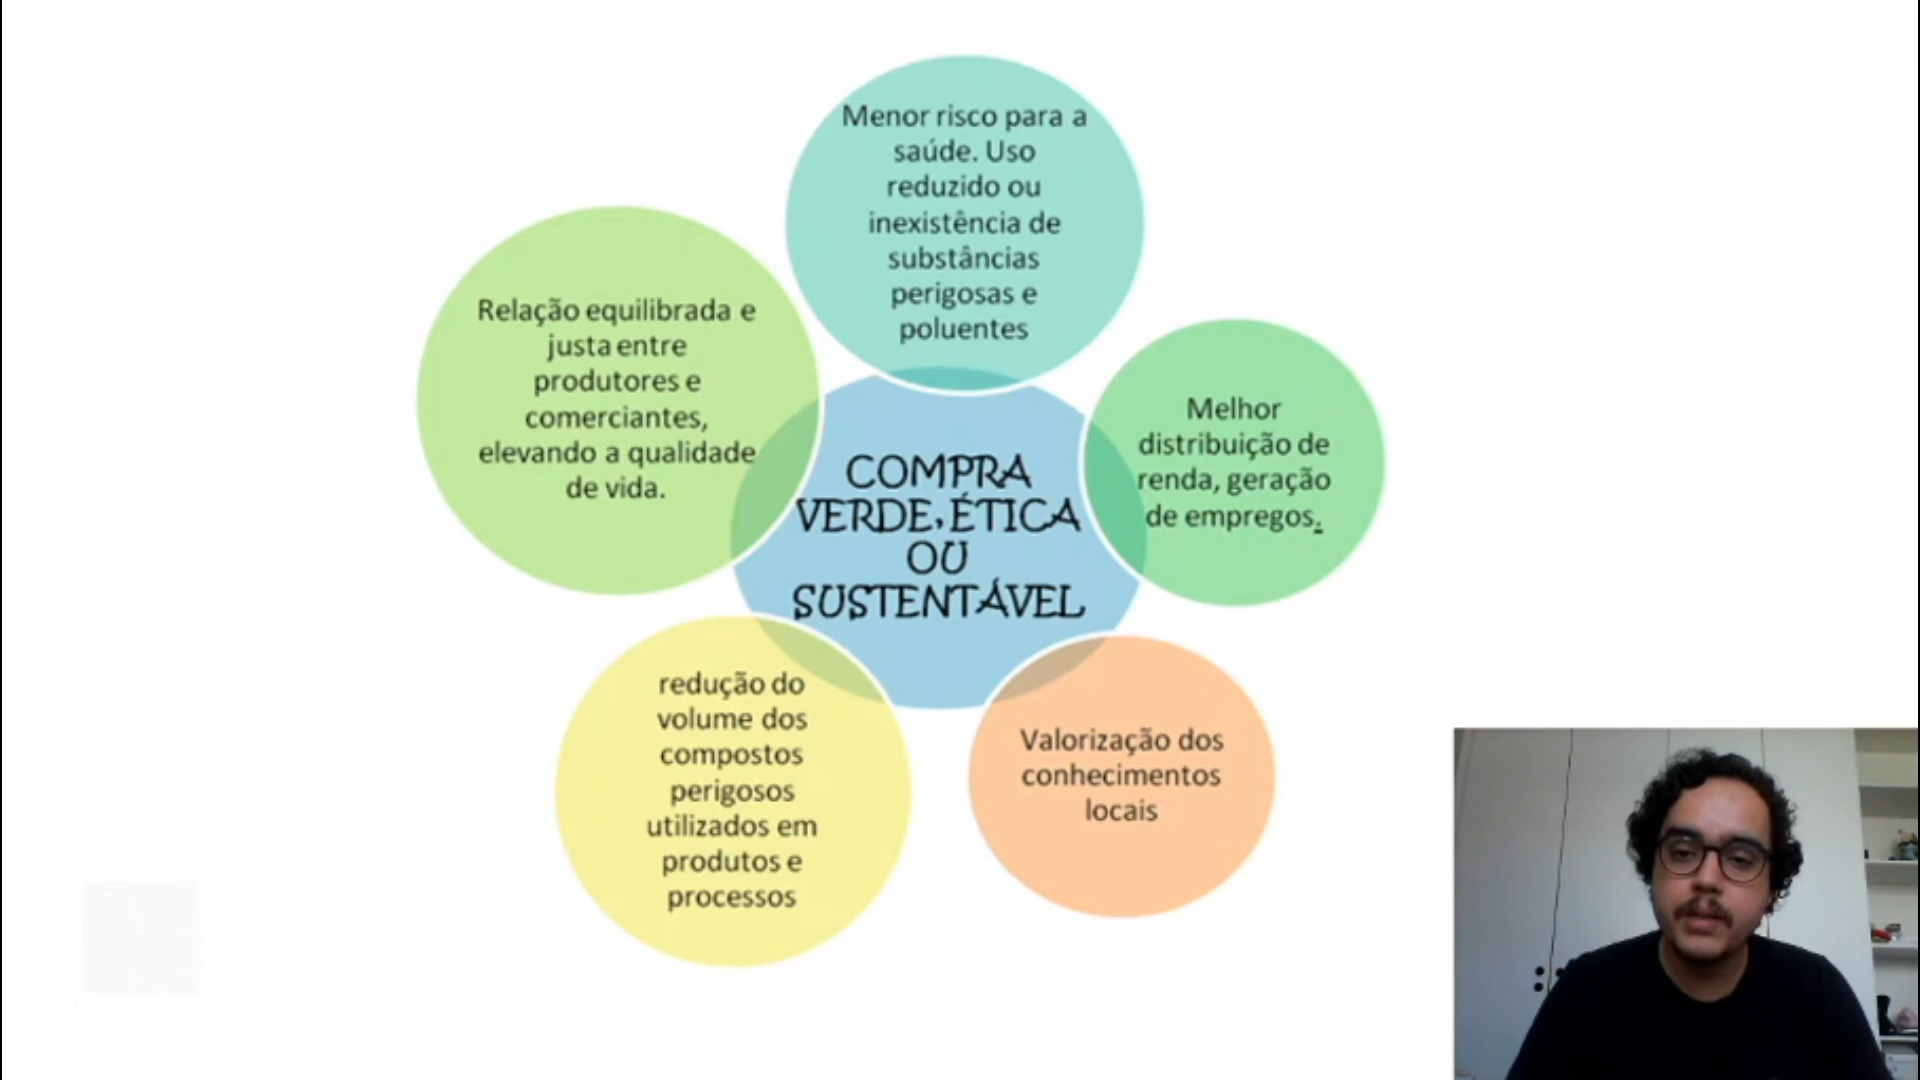 Menor risco para a
saúde. Uso
reduzido ou
inexistência de
substâncias
perigosas e
poluentes
Relação equilibrada e
justa entre
produtores e
comerciantes,
elevando a qualidade
de vida.
Melhor
distribuição de
renda, geração
de empregos.
COMPRA
VERDE, ÉTICA
OU
SUSTENTÁVEL
redução do
volume dos
compostos
perigosos
utilizados em
produtos e
processos
Valorização dos
conhecimentos
locais